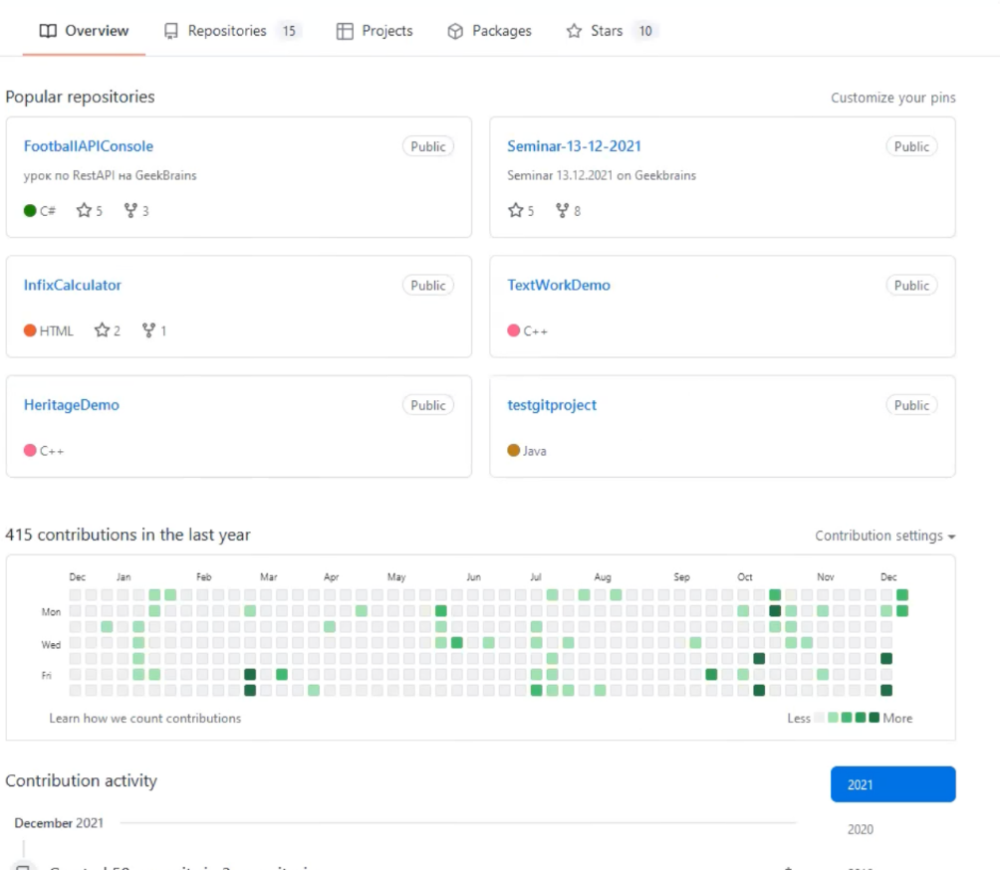 Overview Repositories 15 Projects Packages Stars 10
Popular repositories Customize your pins
FootballAPIConsole Public
урок по RestAPI на GeekBrains
C# 5 3
Seminar-13-12-2021 Public
Seminar 13.12.2021 on Geekbrains
5 8
InfixCalculator Public
HTML 2 1
TextWorkDemo Public
C++
HeritageDemo Public
C++
testgitproject Public
Java
415 contributions in the last year Contribution settings
Dec Jan Feb Mar Apr May Jun Jul Aug Sep Oct Nov Dec
Mon
Wed
Fri
Learn how we count contributions Less More
Contribution activity 2021
December 2021
2020